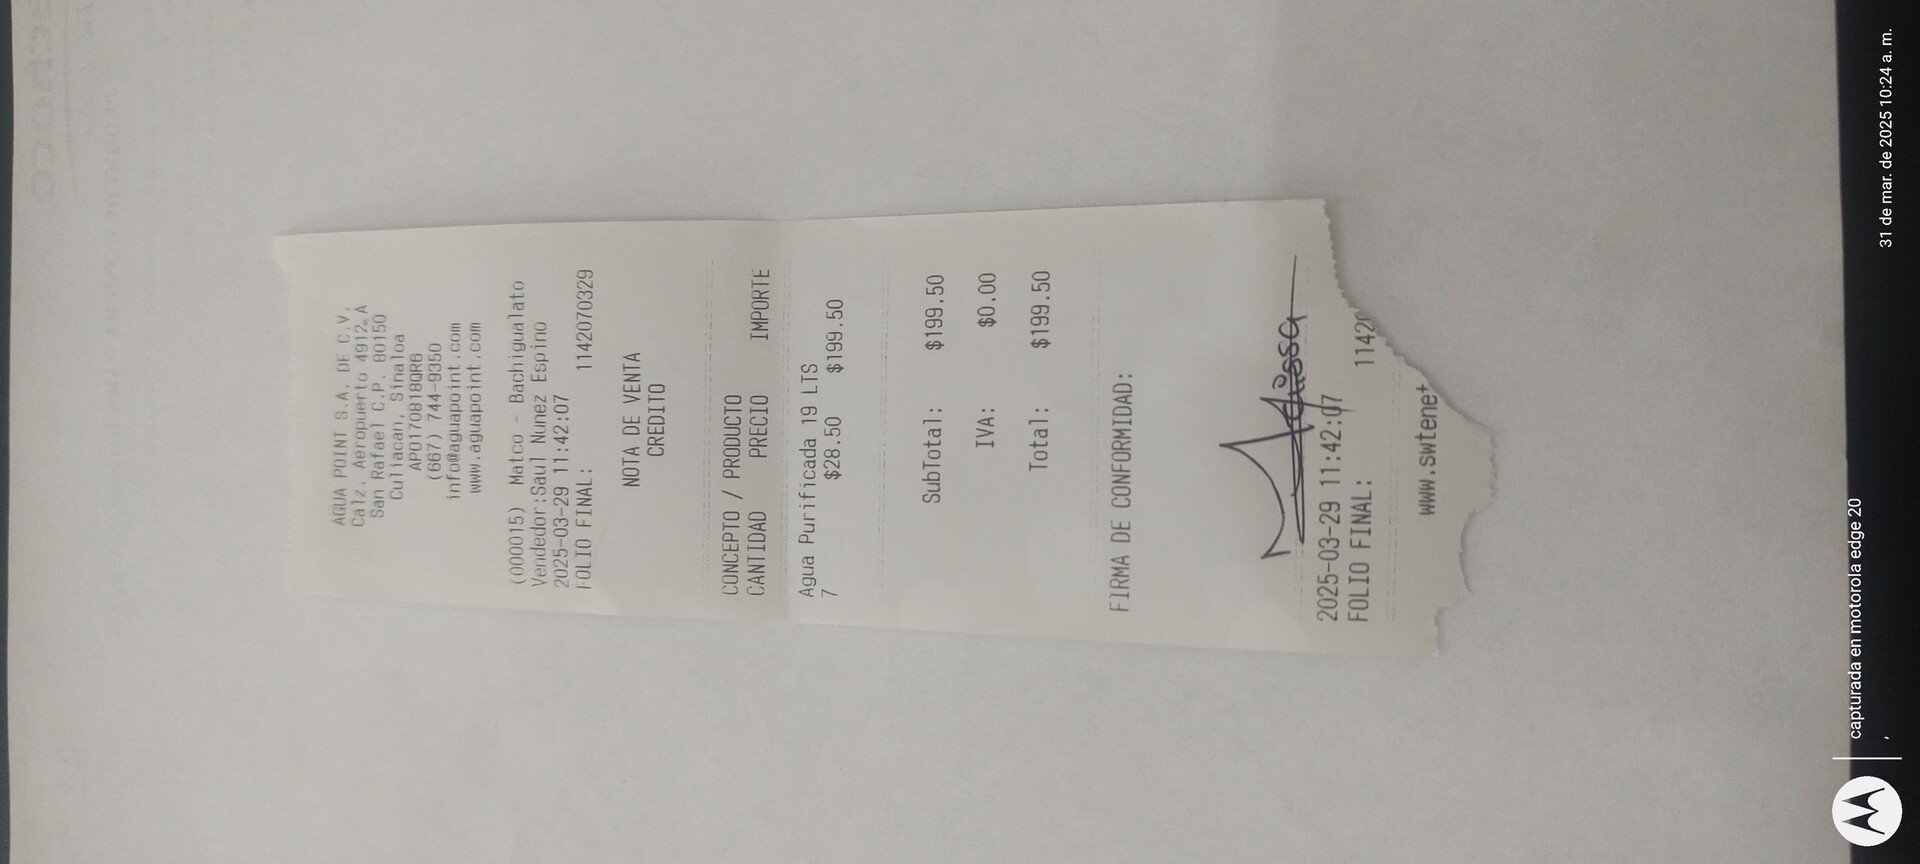 AGUA POINT S.A. DE C.V.
Calz. Aeropuerto 4912 A
San Rafael C.P. 80150
Culiacan, Sinaloa
APO170818QR6
(667) 744-9350
info@aguapoint.com
www.aguapoint.com
(000015) Matco - Bachigualato
Vendedor:Saul Nunez Espino
2025-03-29 11:42:07
FOLIO FINAL: 1142070329
NOTA DE VENTA
CREDITO
CONCEPTO / PRODUCTO
CANTIDAD PRECIO IMPORTE
Agua Purificada 19 LTS
7 $28.50 $199.50
SubTotal: $199.50
IVA: $0.00
Total: $199.50
FIRMA DE CONFORMIDAD:
2025-03-29 11:42:07
FOLIO FINAL: 1142
www.swtene
capturada en motorola edge 20
31 de mar. de 2025 10:24 a. m.